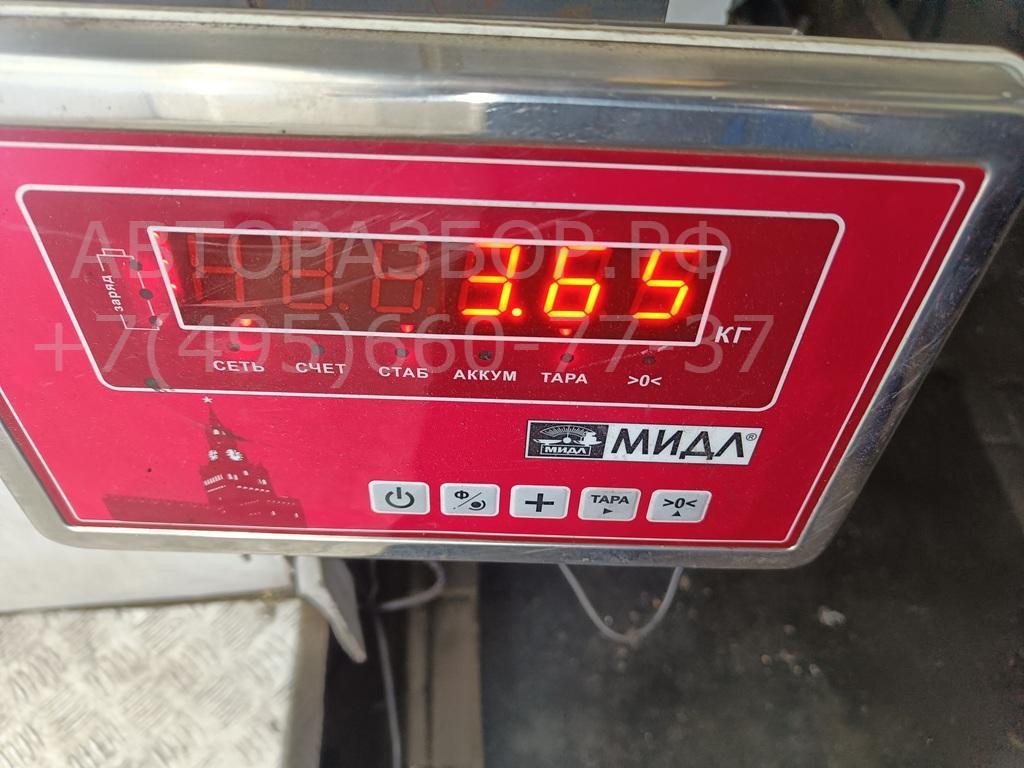 АВТОРАЗБОР.РФ
3.65
+7(495)660-77-37
КГ
заряд
СЕТЬ СЧЕТ СТАБ АККУМ ТАРА >0<
МИДЛ МИДЛ®
Ф + ТАРА >0<